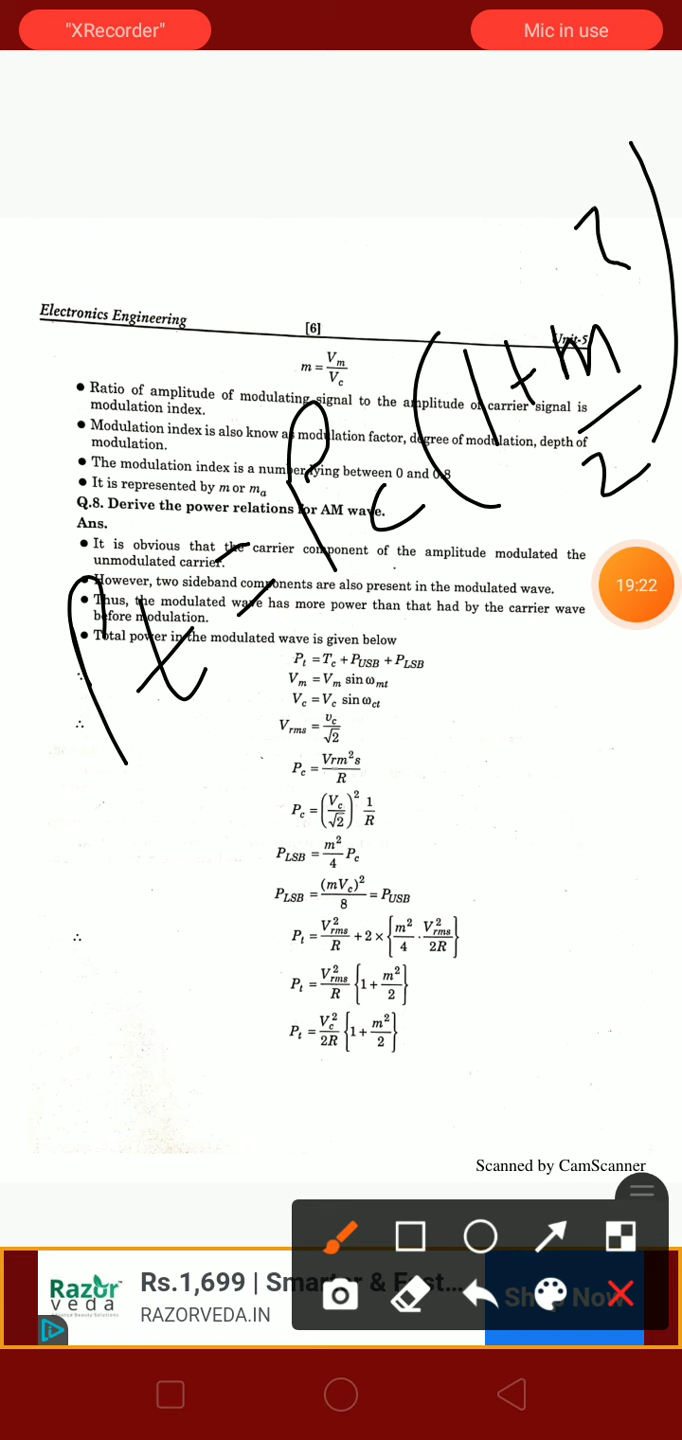 "XRecorder" Mic in use
Electronics Engineering [6] Unit-5
m = Vm/Vc
• Ratio of amplitude of modulating signal to the amplitude of carrier signal is
modulation index.
• Modulation index is also know as modulation factor, degree of modulation, depth of
modulation.
• The modulation index is a number lying between 0 and 0.8
• It is represented by m or ma
Q.8. Derive the power relations for AM wave.
Ans.
• It is obvious that the carrier component of the amplitude modulated the
unmodulated carrier.
• However, two sideband components are also present in the modulated wave.
• Thus, the modulated wave has more power than that had by the carrier wave
before modulation.
• Total power in the modulated wave is given below
Pt = Tc + PUSB + PLSB
∴ Vm = Vm sin ωmt
Vc = Vc sin ωct
∴ Vrms = vc/√2
Pc = Vrm²s/R
Pc = (Vc/√2)² 1/R
PLSB = m²/4 Pc
PLSB = (mVc)²/8 = PUSB
∴ Pt = V²rms/R + 2 × {m²/4 · V²rms/2R}
Pt = V²rms/R {1 + m²/2}
Pt = V²c/2R {1 + m²/2}
Pt = Pc (1 + m²/2)
19:22
Scanned by CamScanner
Razor veda
Rs.1,699 | Smarter & Fast...
RAZORVEDA.IN
Shop Now